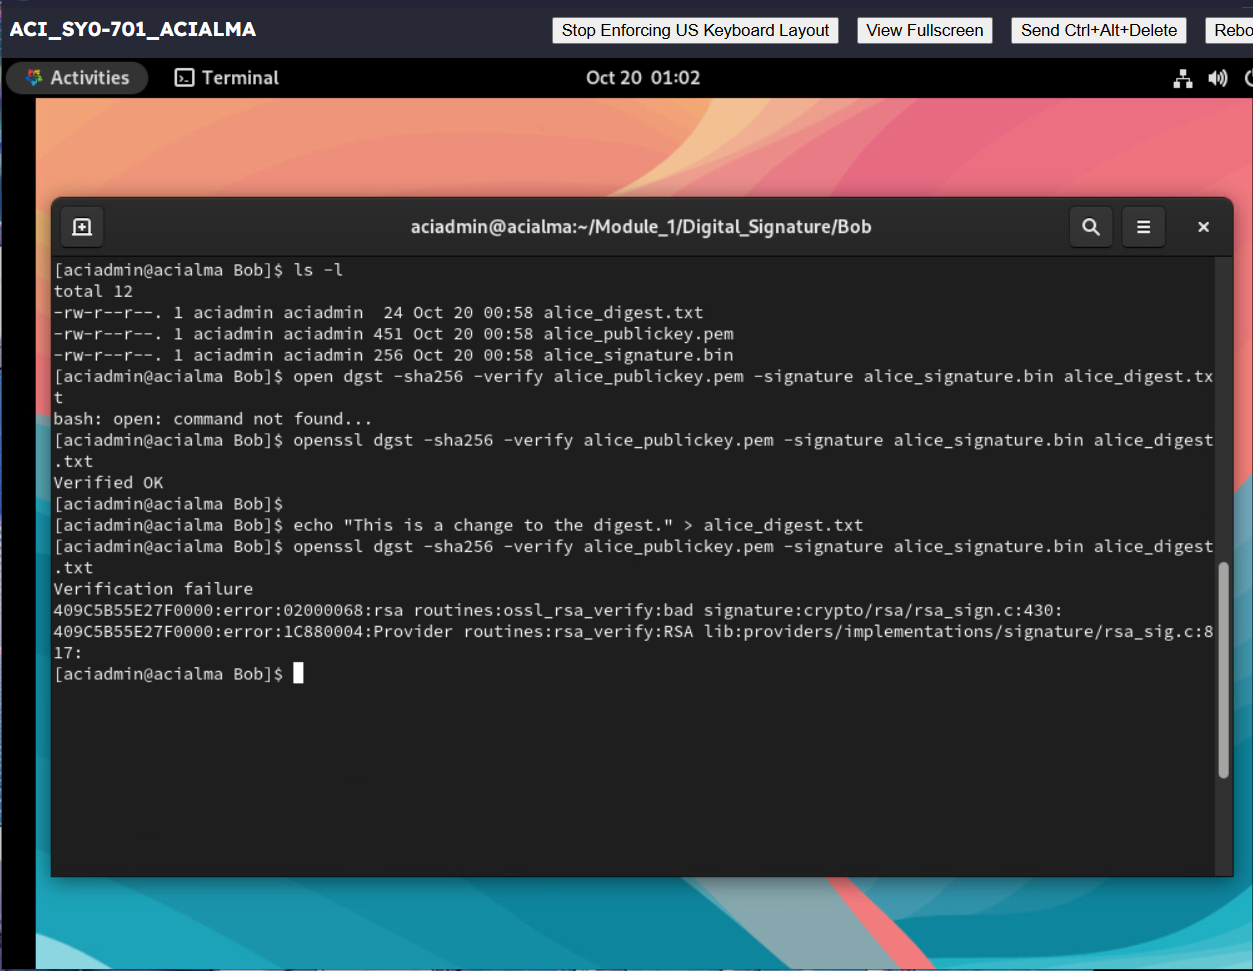 ACI_SY0-701_ACIALMA
Stop Enforcing US Keyboard Layout
View Fullscreen
Send Ctrl+Alt+Delete
Rebo
Activities
Terminal
Oct 20 01:02
aciadmin@acialma:~/Module_1/Digital_Signature/Bob
[aciadmin@acialma Bob]$ ls -l
total 12
-rw-r--r--. 1 aciadmin aciadmin  24 Oct 20 00:58 alice_digest.txt
-rw-r--r--. 1 aciadmin aciadmin 451 Oct 20 00:58 alice_publickey.pem
-rw-r--r--. 1 aciadmin aciadmin 256 Oct 20 00:58 alice_signature.bin
[aciadmin@acialma Bob]$ open dgst -sha256 -verify alice_publickey.pem -signature alice_signature.bin alice_digest.tx
t
bash: open: command not found...
[aciadmin@acialma Bob]$ openssl dgst -sha256 -verify alice_publickey.pem -signature alice_signature.bin alice_digest
.txt
Verified OK
[aciadmin@acialma Bob]$
[aciadmin@acialma Bob]$ echo "This is a change to the digest." > alice_digest.txt
[aciadmin@acialma Bob]$ openssl dgst -sha256 -verify alice_publickey.pem -signature alice_signature.bin alice_digest
.txt
Verification failure
409C5B55E27F0000:error:02000068:rsa routines:ossl_rsa_verify:bad signature:crypto/rsa/rsa_sign.c:430:
409C5B55E27F0000:error:1C880004:Provider routines:rsa_verify:RSA lib:providers/implementations/signature/rsa_sig.c:8
17:
[aciadmin@acialma Bob]$